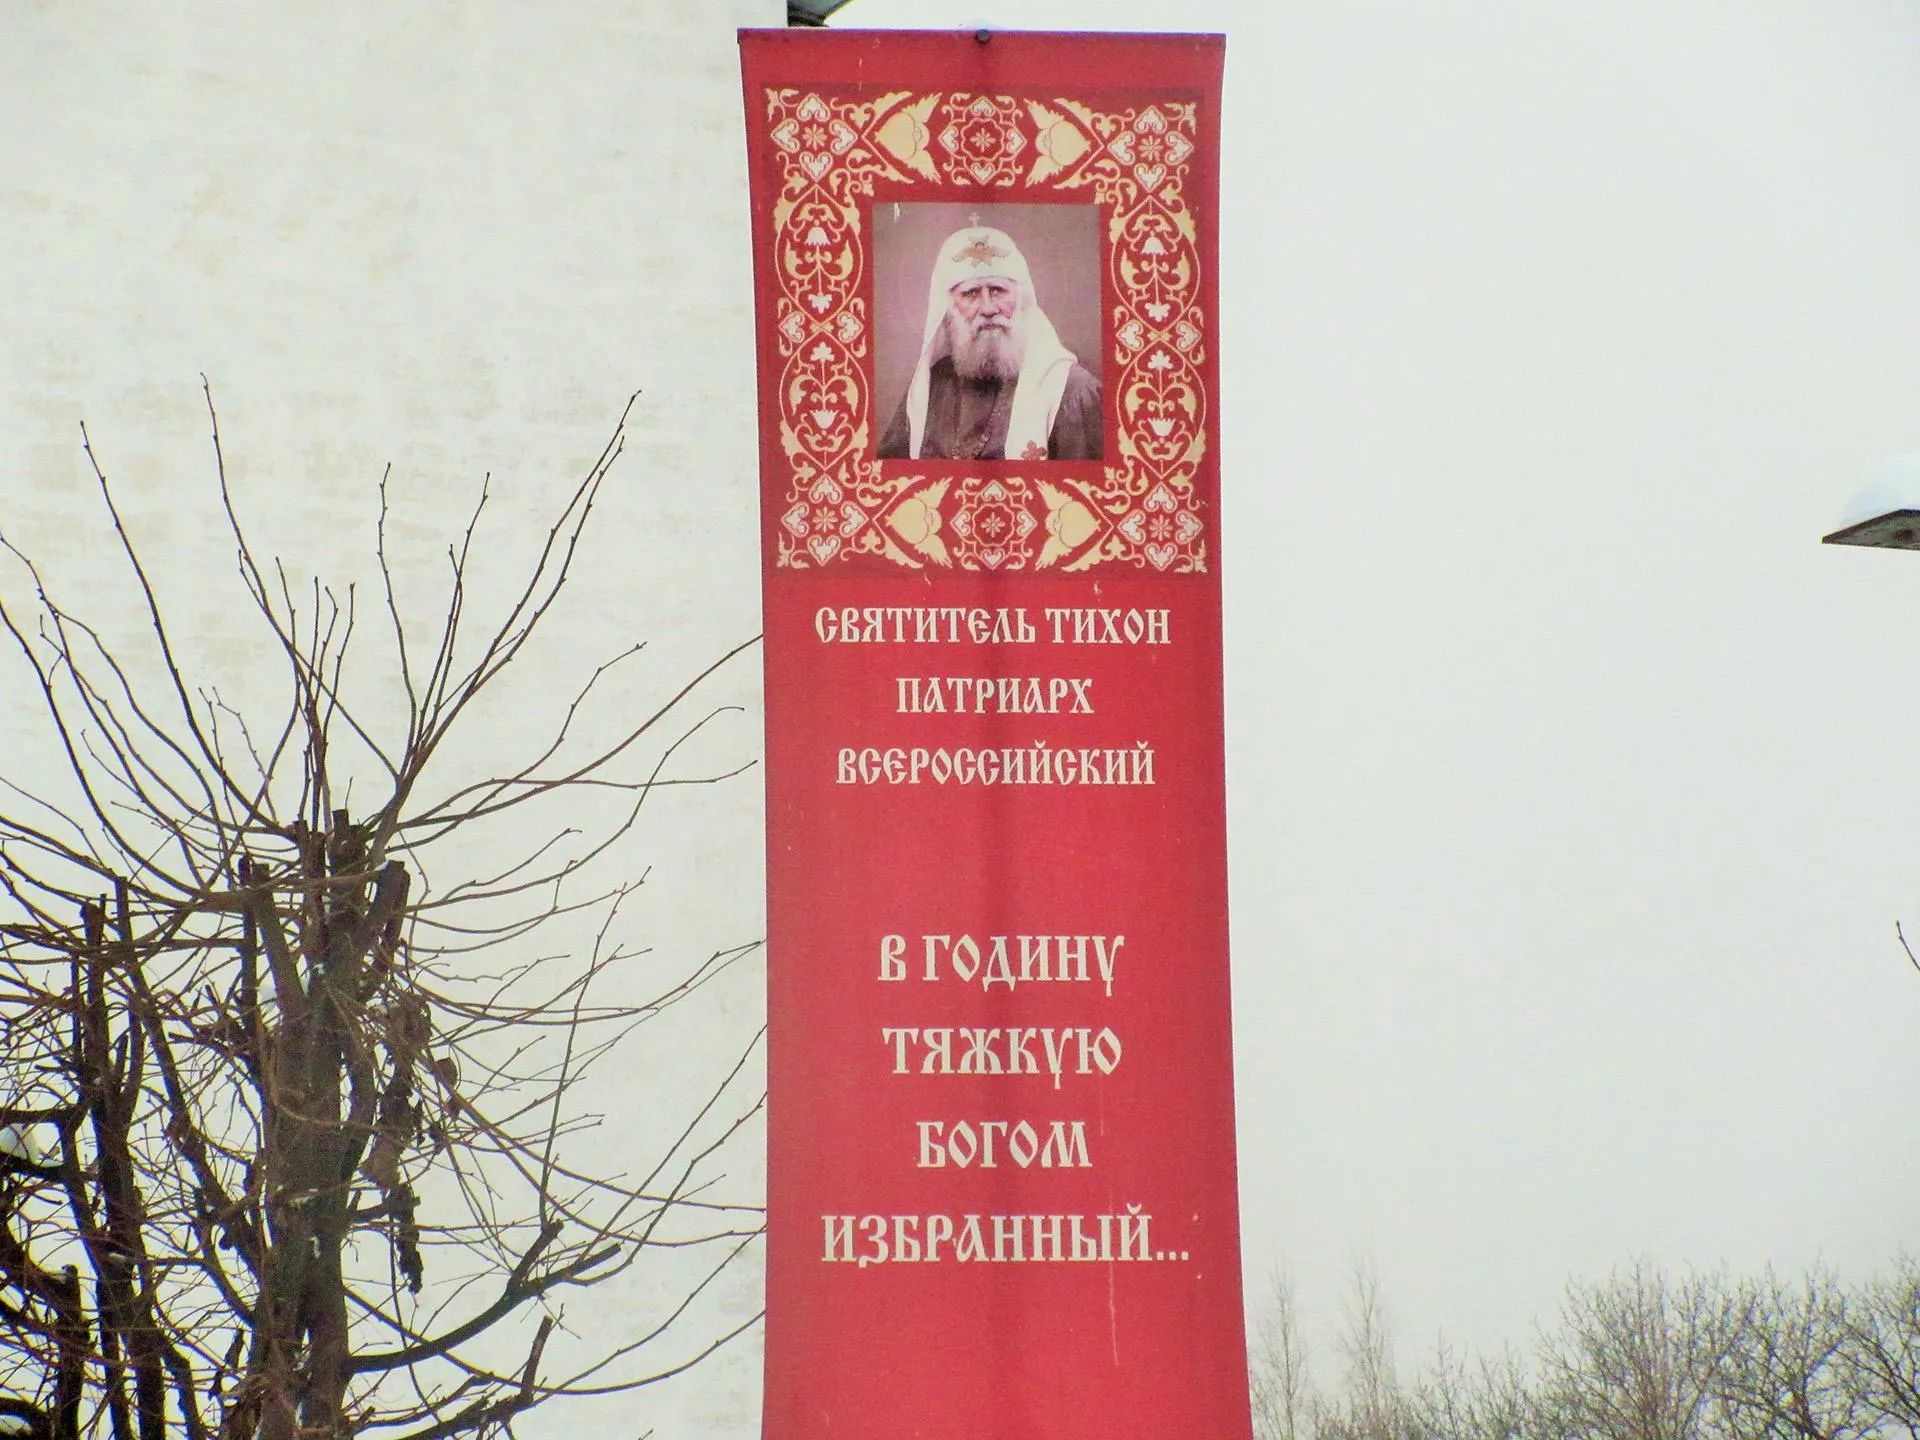 СВЯТИТЕЛЬ ТИХОН
ПАТРИАРХ
ВСЕРОССИЙСКИЙ
В ГОДИНУ
ТЯЖКУЮ
БОГОМ
ИЗБРАННЫЙ...